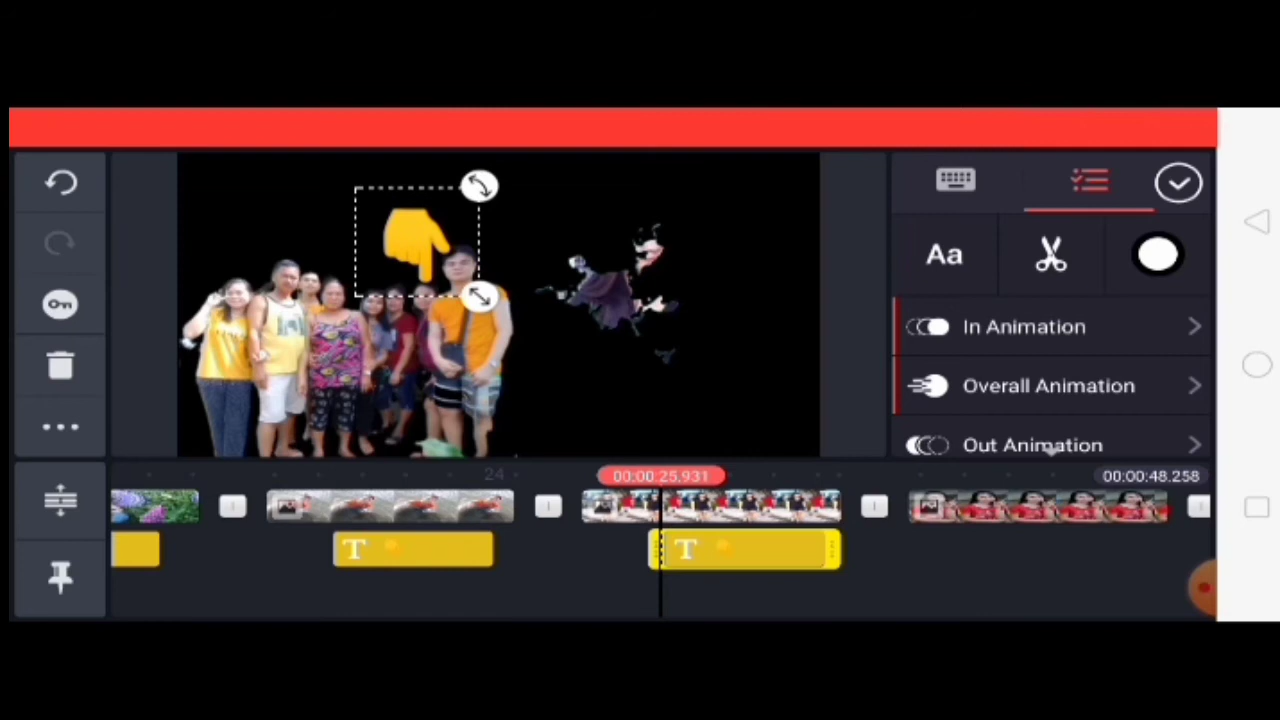 Aa
In Animation
Overall Animation
Out Animation
24
00:00:25.931
00:00:48.258
T
T